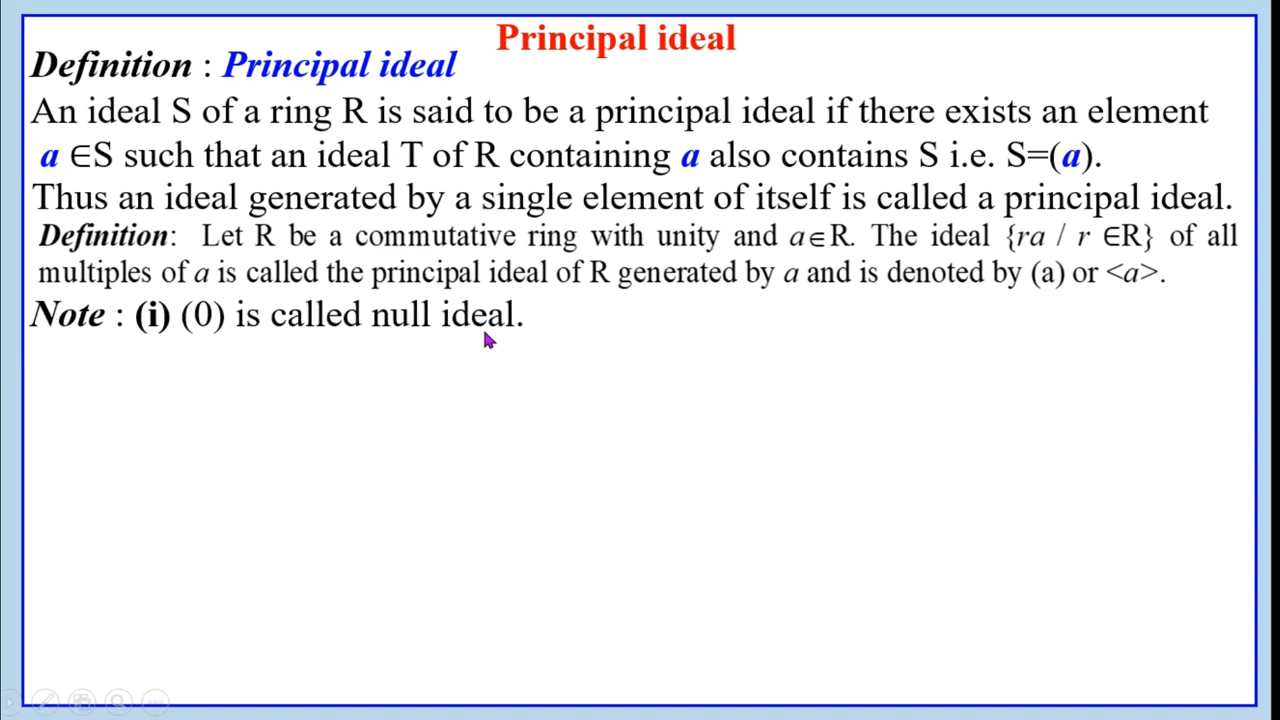 Principal ideal
Definition : Principal ideal
An ideal S of a ring R is said to be a principal ideal if there exists an element
a ∈S such that an ideal T of R containing a also contains S i.e. S=(a).
Thus an ideal generated by a single element of itself is called a principal ideal.
Definition: Let R be a commutative ring with unity and a∈R. The ideal {ra / r ∈R} of all
multiples of a is called the principal ideal of R generated by a and is denoted by (a) or <a>.
Note : (i) (0) is called null ideal.